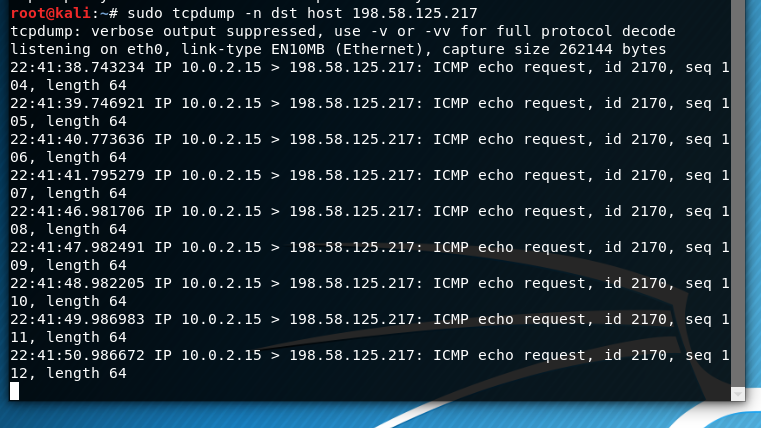 root@kali:~# sudo tcpdump -n dst host 198.58.125.217
tcpdump: verbose output suppressed, use -v or -vv for full protocol decode
listening on eth0, link-type EN10MB (Ethernet), capture size 262144 bytes
22:41:38.743234 IP 10.0.2.15 > 198.58.125.217: ICMP echo request, id 2170, seq 1
04, length 64
22:41:39.746921 IP 10.0.2.15 > 198.58.125.217: ICMP echo request, id 2170, seq 1
05, length 64
22:41:40.773636 IP 10.0.2.15 > 198.58.125.217: ICMP echo request, id 2170, seq 1
06, length 64
22:41:41.795279 IP 10.0.2.15 > 198.58.125.217: ICMP echo request, id 2170, seq 1
07, length 64
22:41:46.981706 IP 10.0.2.15 > 198.58.125.217: ICMP echo request, id 2170, seq 1
08, length 64
22:41:47.982491 IP 10.0.2.15 > 198.58.125.217: ICMP echo request, id 2170, seq 1
09, length 64
22:41:48.982205 IP 10.0.2.15 > 198.58.125.217: ICMP echo request, id 2170, seq 1
10, length 64
22:41:49.986983 IP 10.0.2.15 > 198.58.125.217: ICMP echo request, id 2170, seq 1
11, length 64
22:41:50.986672 IP 10.0.2.15 > 198.58.125.217: ICMP echo request, id 2170, seq 1
12, length 64